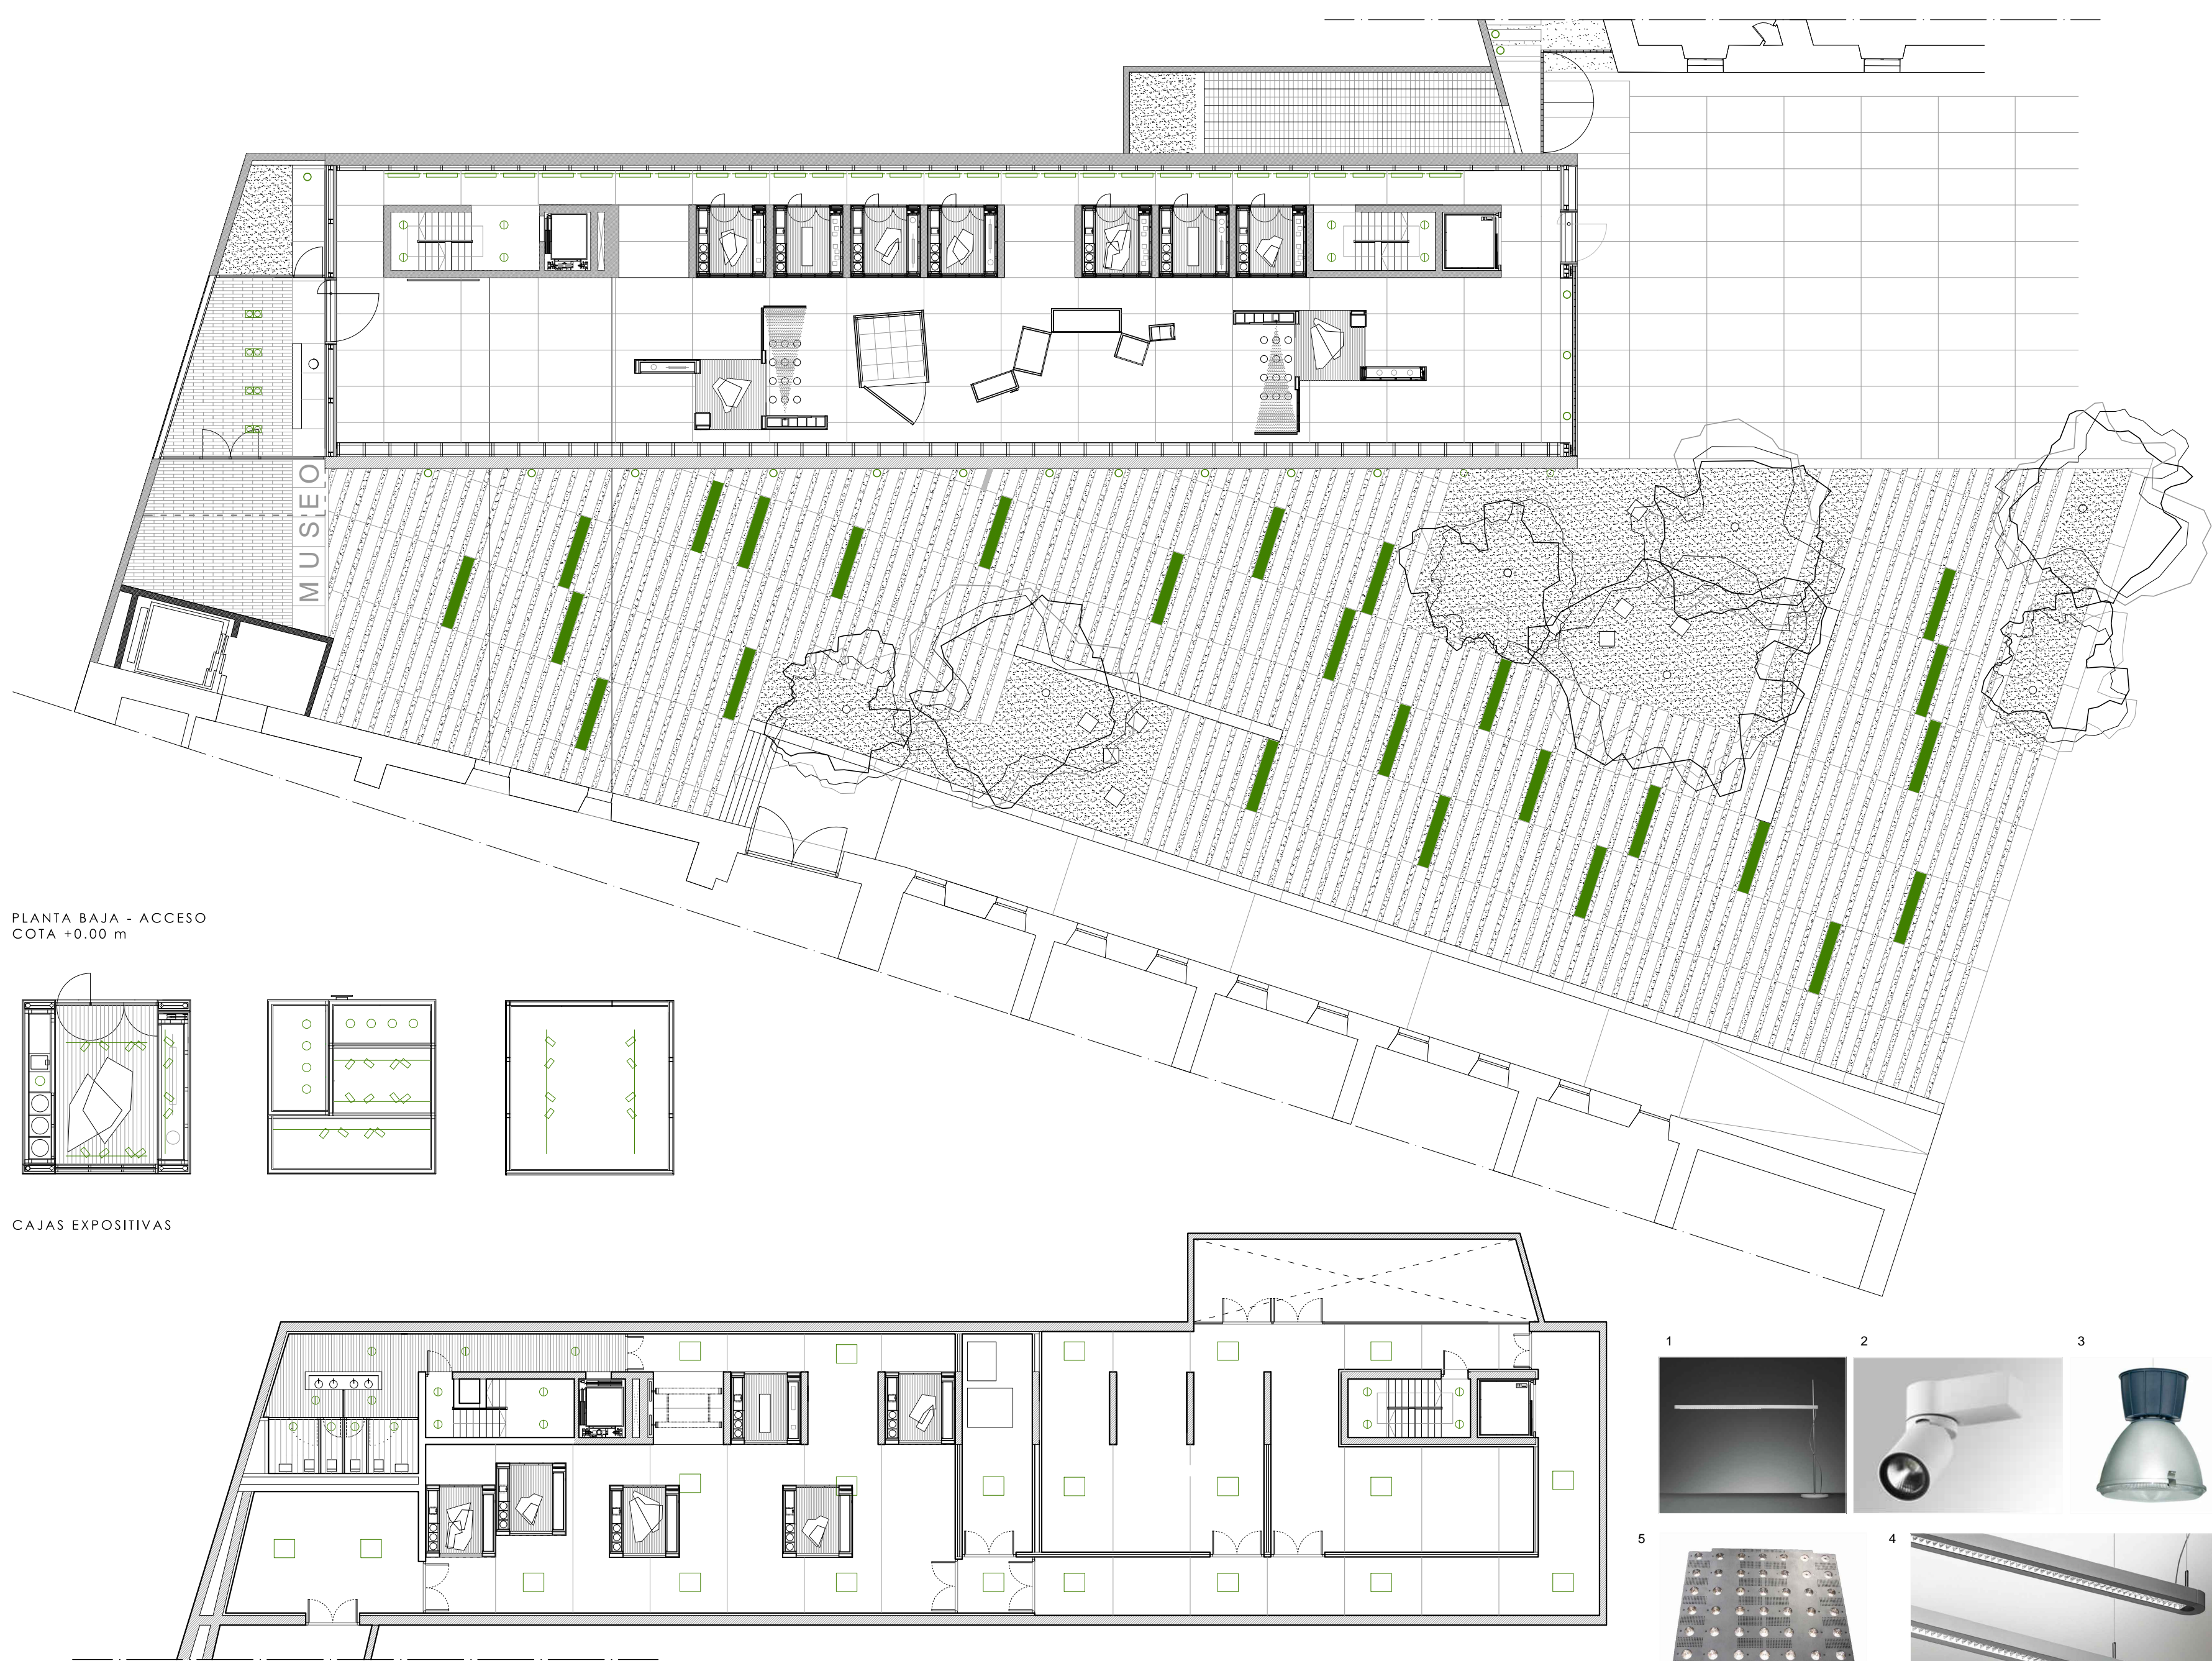 MUSEO
PLANTA BAJA - ACCESO
COTA +0.00 m
CAJAS EXPOSITIVAS
1
2
3
5
4